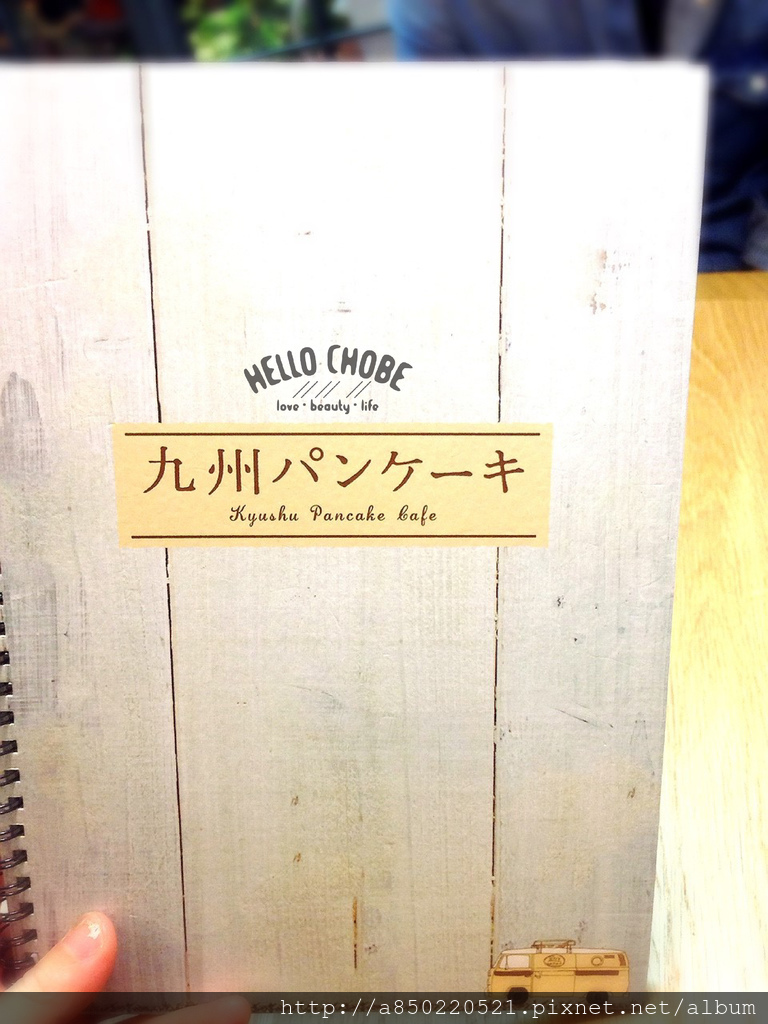 HELLO CHOBE
love・beauty・life
九州パンケーキ
Kyushu Pancake Cafe
http://a850220521.pixnet.net/album